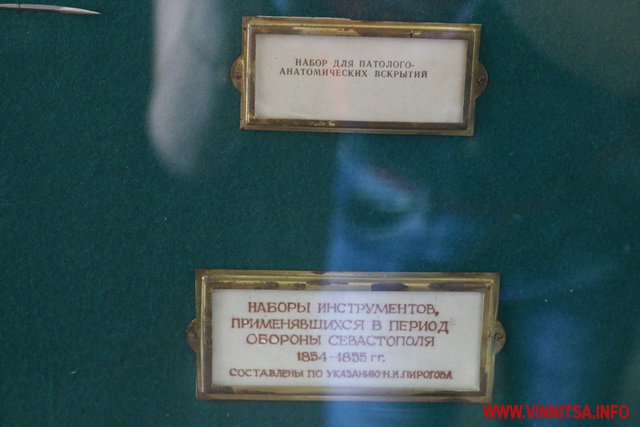 НАБОР ДЛЯ ПАТОЛОГО-
АНАТОМИЧЕСКИХ ВСКРЫТИЙ
НАБОРЫ ИНСТРУМЕНТОВ,
ПРИМЕНЯВШИХСЯ В ПЕРИОД
ОБОРОНЫ СЕВАСТОПОЛЯ
1854-1855 гг.
СОСТАВЛЕНЫ ПО УКАЗАНИЮ Н.И. ПИРОГОВА
WWW.VINNITSA.INFO